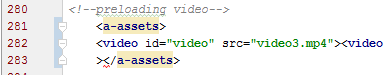 280 <!--preloading video-->
281 <a-assets>
282 <video id="video" src="video3.mp4"><video
283 ></a-assets>